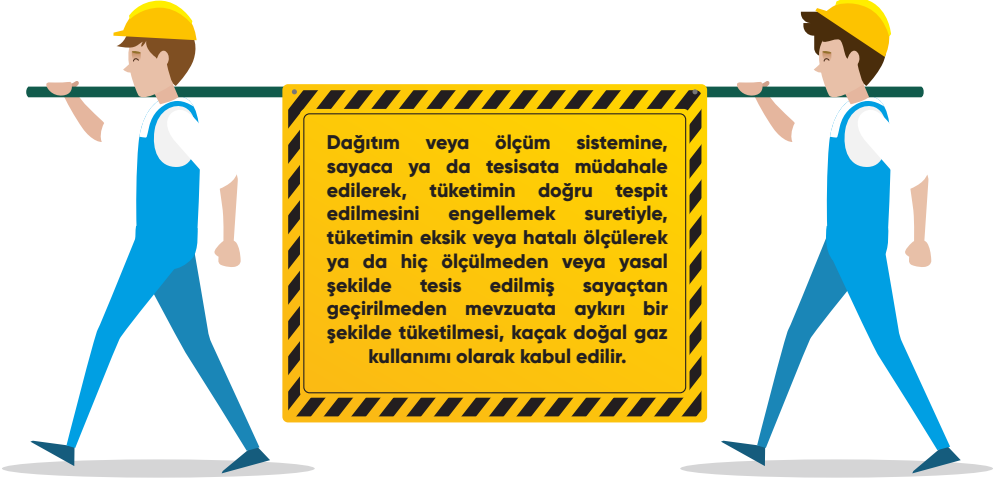 Dağıtım veya ölçüm sistemine,
sayaca ya da tesisata müdahale
edilerek, tüketimin doğru tespit
edilmesini engellemek suretiyle,
tüketimin eksik veya hatalı ölçülerek
ya da hiç ölçülmeden veya yasal
şekilde tesis edilmiş sayaçtan
geçirilmeden mevzuata aykırı bir
şekilde tüketilmesi, kaçak doğal gaz
kullanımı olarak kabul edilir.